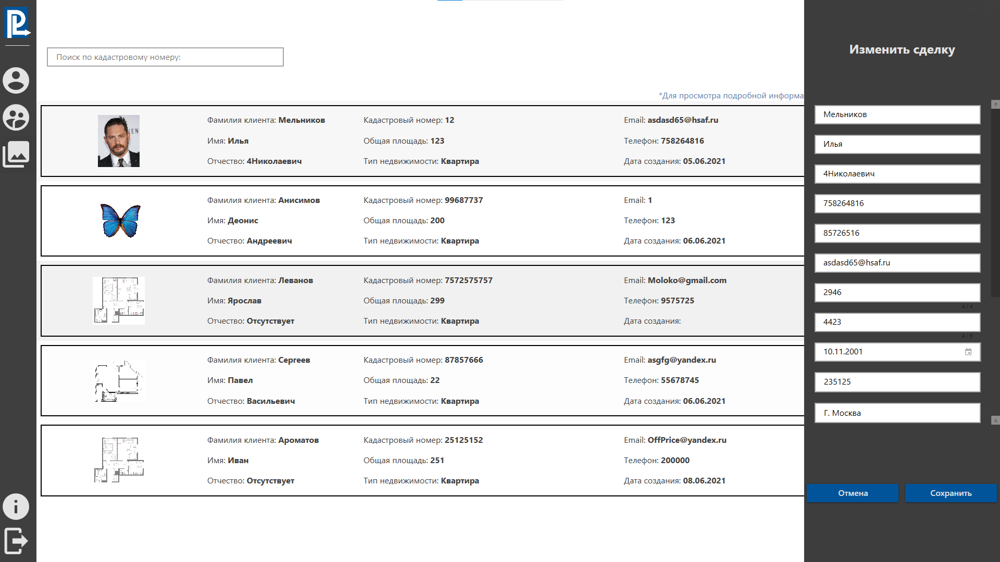 Изменить сделку
Поиск по кадастровому номеру:
*Для просмотра подробной информа
Фамилия клиента: Мельников
Имя: Илья
Отчество: 4Николаевич
Кадастровый номер: 12
Общая площадь: 123
Тип недвижимости: Квартира
Email: asdasd65@hsaf.ru
Телефон: 758264816
Дата создания: 05.06.2021
Фамилия клиента: Анисимов
Имя: Деонис
Отчество: Андреевич
Кадастровый номер: 99687737
Общая площадь: 200
Тип недвижимости: Квартира
Email: 1
Телефон: 123
Дата создания: 06.06.2021
Фамилия клиента: Леванов
Имя: Ярослав
Отчество: Отсутствует
Кадастровый номер: 7572575757
Общая площадь: 299
Тип недвижимости: Квартира
Email: Moloko@gmail.com
Телефон: 9575725
Дата создания:
Фамилия клиента: Сергеев
Имя: Павел
Отчество: Васильевич
Кадастровый номер: 87857666
Общая площадь: 22
Тип недвижимости: Квартира
Email: asgfg@yandex.ru
Телефон: 55678745
Дата создания: 06.06.2021
Фамилия клиента: Ароматов
Имя: Иван
Отчество: Отсутствует
Кадастровый номер: 25125152
Общая площадь: 251
Тип недвижимости: Квартира
Email: OffPrice@yandex.ru
Телефон: 200000
Дата создания: 08.06.2021
Мельников
Илья
4Николаевич
758264816
85726516
asdasd65@hsaf.ru
2946
4 / 4
4423
4 / 6
10.11.2001
235125
Г. Москва
Отмена
Сохранить